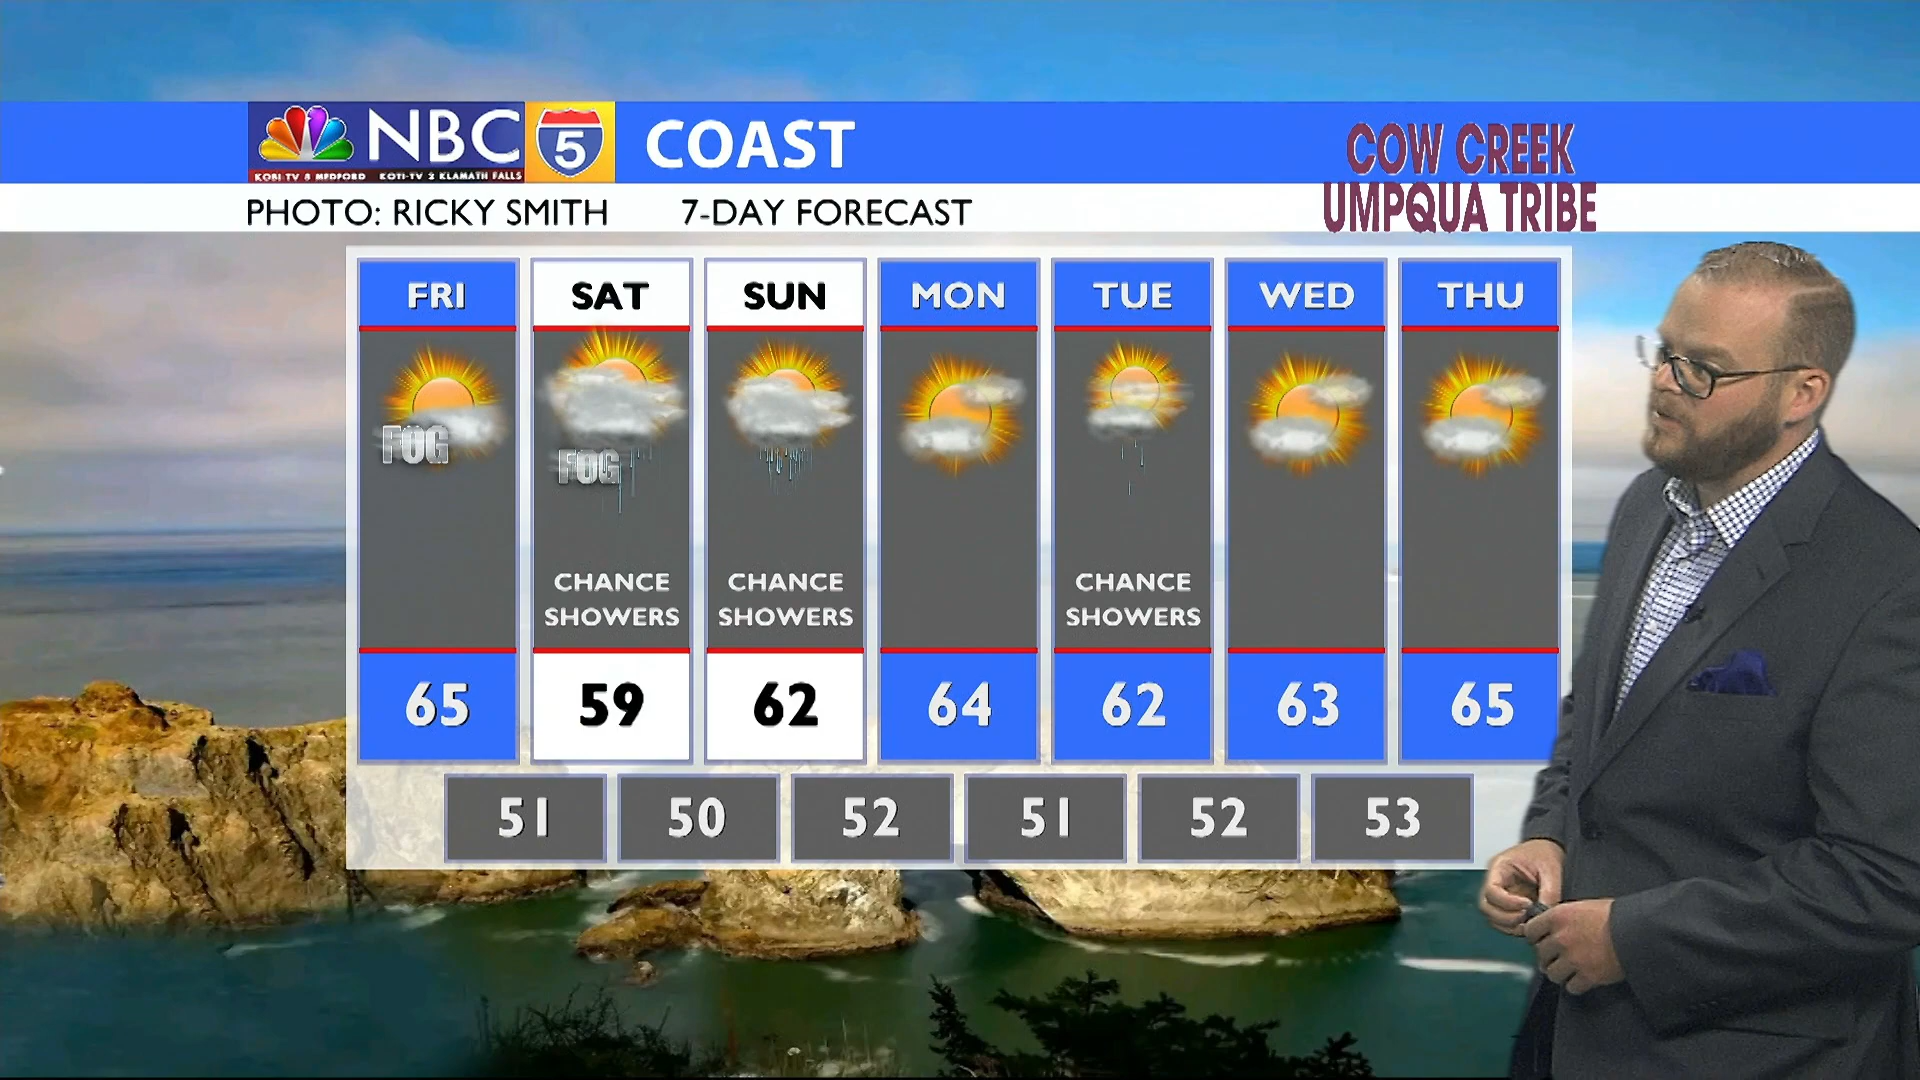 NBC 5 COAST
KOBI-TV 5 MEDFORD KOTI-TV 2 KLAMATH FALLS
COW CREEK
UMPQUA TRIBE
PHOTO: RICKY SMITH 7-DAY FORECAST
FRI SAT SUN MON TUE WED THU
FOG
FOG
CHANCE SHOWERS
CHANCE SHOWERS
CHANCE SHOWERS
65 59 62 64 62 63 65
51 50 52 51 52 53